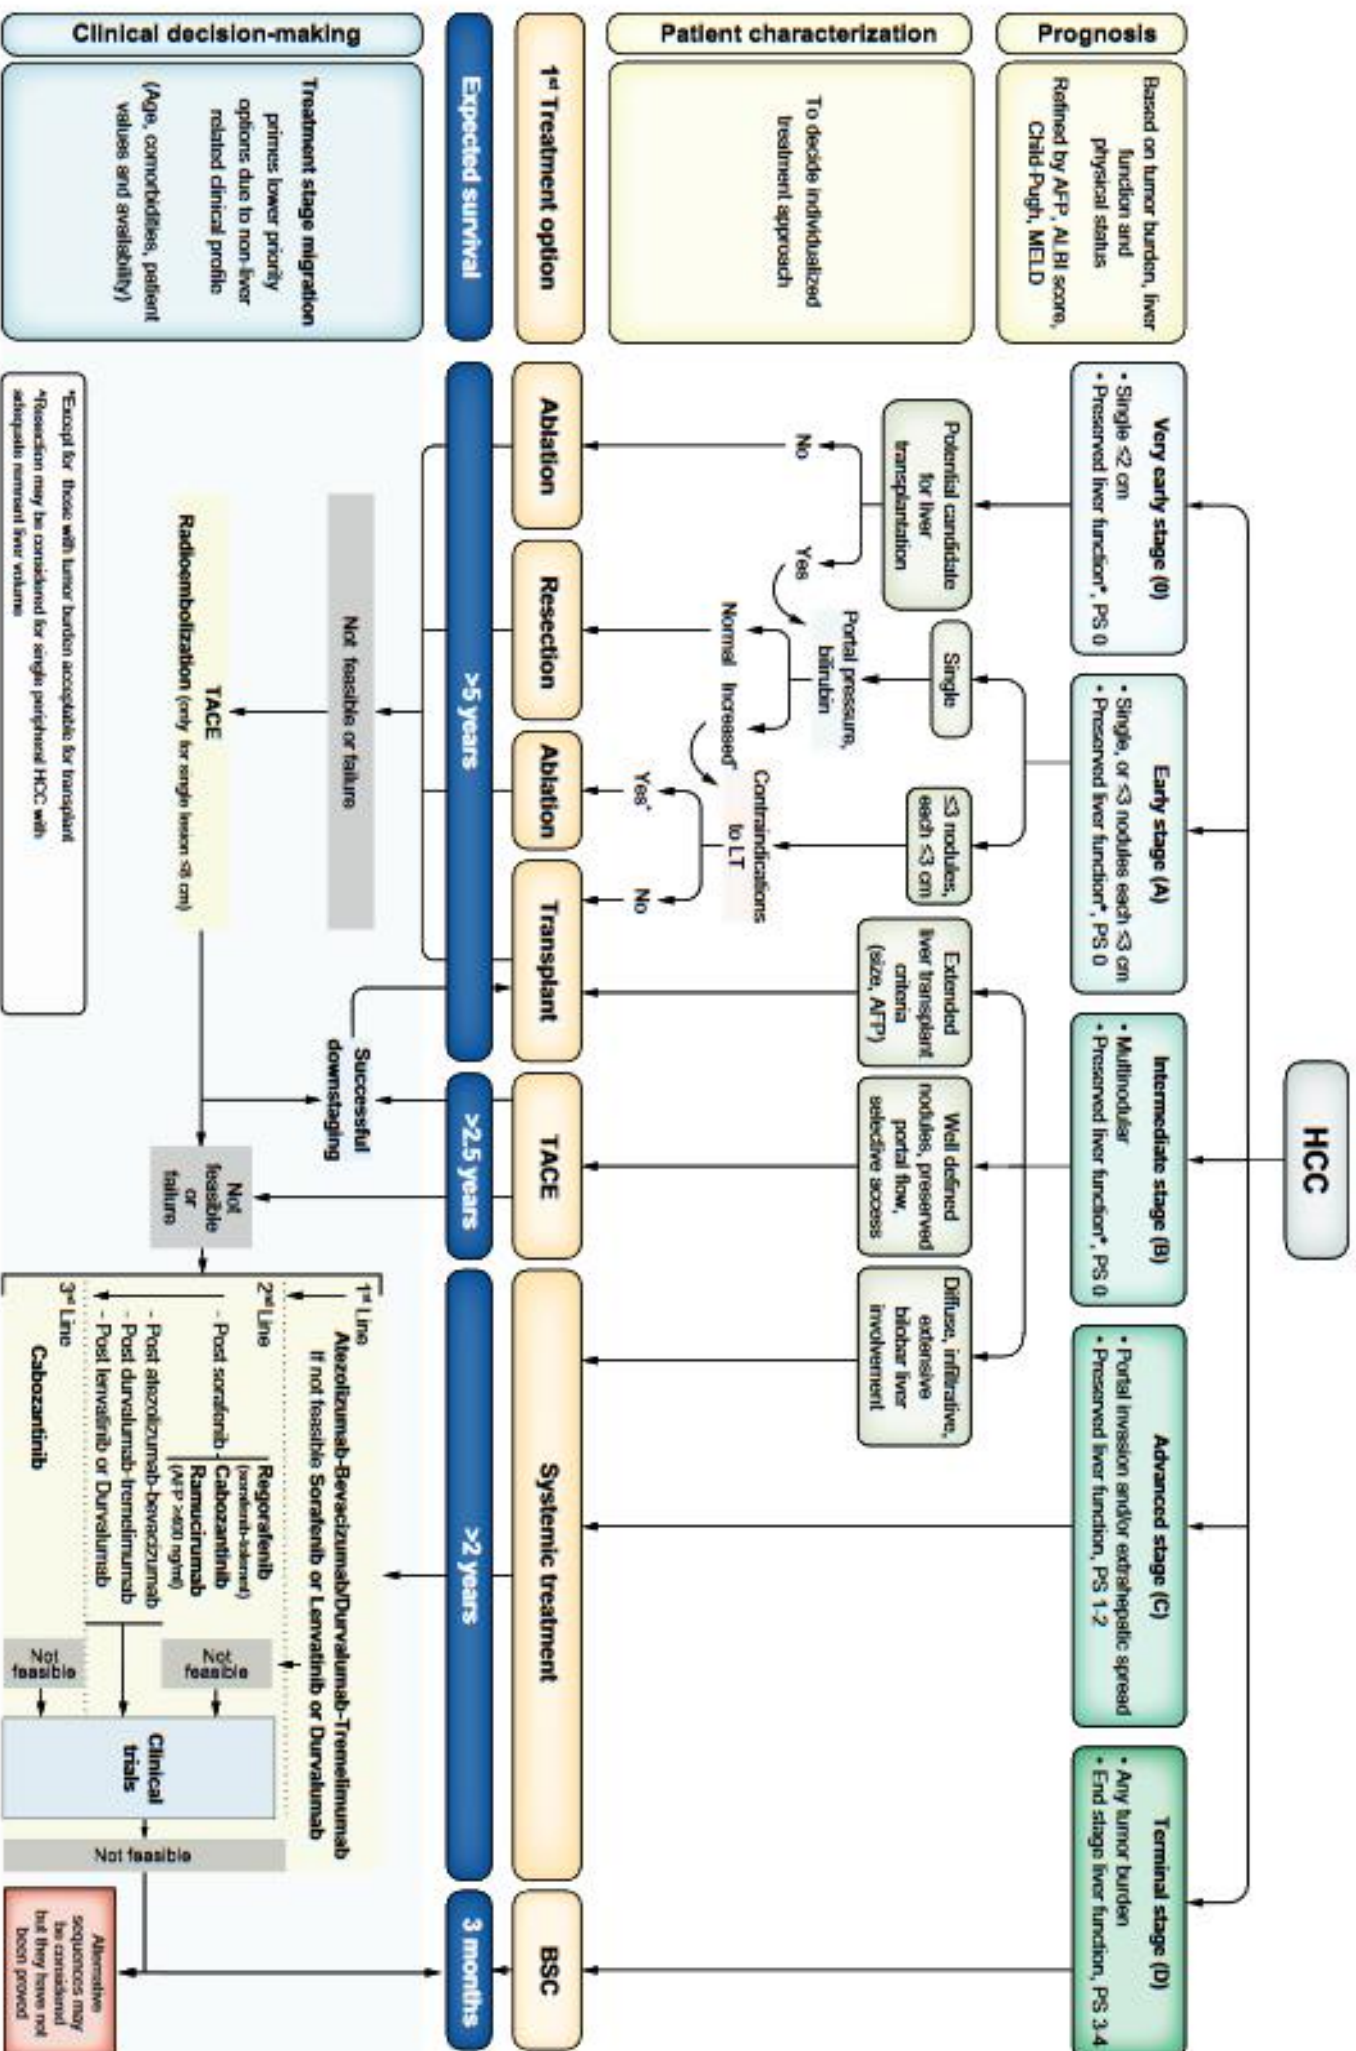 HCC
Prognosis
Based on tumor burden, liver
function and
physical status
Refined by AFP, ALBI score,
Child-Pugh, MELD
Very early stage (0)
• Single ≤2 cm
• Preserved liver function*, PS 0
Early stage (A)
• Single, or ≤3 nodules each ≤3 cm
• Preserved liver function*, PS 0
Intermediate stage (B)
• Multinodular
• Preserved liver function*, PS 0
Advanced stage (C)
• Portal invasion and/or extrahepatic spread
• Preserved liver function, PS 1-2
Terminal stage (D)
• Any tumor burden
• End stage liver function, PS 3-4
Patient characterization
To decide individualized
treatment approach
Potential candidate
for liver
transplantation
Single
≤3 nodules,
each ≤3 cm
Extended
liver transplant
criteria
(size, AFP)
Well defined
nodules, preserved
portal flow,
selective access
Diffuse, infiltrative,
extensive
bilobar liver
involvement
No
Yes
Portal pressure,
bilirubin
Normal
Increased^
Contraindications
to LT
Yes^
No
1st Treatment option
Ablation
Resection
Ablation
Transplant
TACE
Systemic treatment
BSC
Expected survival
>5 years
>2.5 years
>2 years
3 months
Clinical decision-making
Treatment stage migration
primes lower priority
options due to non-liver
related clinical profile
(Age, comorbidities, patient
values and availability)
Not feasible or failure
TACE
Radioembolization (only for single lesion ≤8 cm)
Successful
downstaging
Not
feasible
or
failure
1st Line
Atezolizumab-Bevacizumab/Durvalumab-Tremelimumab
If not feasible Sorafenib or Lenvatinib or Durvalumab
2nd Line
- Post sorafenib
Regorafenib
(sorafenib-tolerant)
Cabozantinib
Ramucirumab
(AFP ≥400 ng/ml)
- Post atezolizumab-bevacizumab
- Post durvalumab-tremelimumab
- Post lenvatinib or Durvalumab
3rd Line
Cabozantinib
Not
feasible
Not
feasible
Clinical
trials
Not feasible
Alternative
sequences may
be considered
but they have not
been proved
*Except for those with tumor burden acceptable for transplant
^Resection may be considered for single peripheral HCC with
adequate remnant liver volume